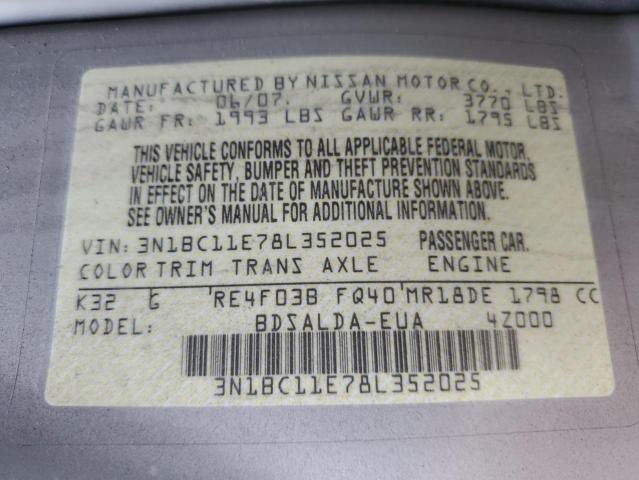 MANUFACTURED BY NISSAN MOTOR CO., LTD.
DATE: 06/07. GVWR: 3770 LBS
GAWR FR: 1993 LBS GAWR RR: 1795 LBS
THIS VEHICLE CONFORMS TO ALL APPLICABLE FEDERAL MOTOR
VEHICLE SAFETY, BUMPER AND THEFT PREVENTION STANDARDS
IN EFFECT ON THE DATE OF MANUFACTURE SHOWN ABOVE.
SEE OWNER'S MANUAL FOR ADDITIONAL INFORMATION.
VIN: 3N1BC11E78L352025 PASSENGER CAR.
COLOR TRIM TRANS AXLE ENGINE
K32 G RE4F03B FQ40 MR18DE 1798 CC
MODEL: BDSALDA-EUA 4Z000
3N1BC11E78L352025